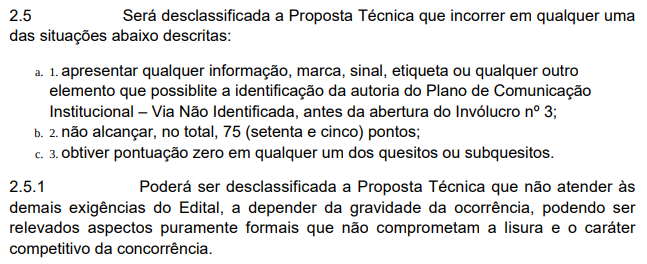 2.5 Será desclassificada a Proposta Técnica que incorrer em qualquer uma
das situações abaixo descritas:
a. 1. apresentar qualquer informação, marca, sinal, etiqueta ou qualquer outro
elemento que possiblite a identificação da autoria do Plano de Comunicação
Institucional – Via Não Identificada, antes da abertura do Invólucro nº 3;
b. 2. não alcançar, no total, 75 (setenta e cinco) pontos;
c. 3. obtiver pontuação zero em qualquer um dos quesitos ou subquesitos.
2.5.1 Poderá ser desclassificada a Proposta Técnica que não atender às
demais exigências do Edital, a depender da gravidade da ocorrência, podendo ser
relevados aspectos puramente formais que não comprometam a lisura e o caráter
competitivo da concorrência.